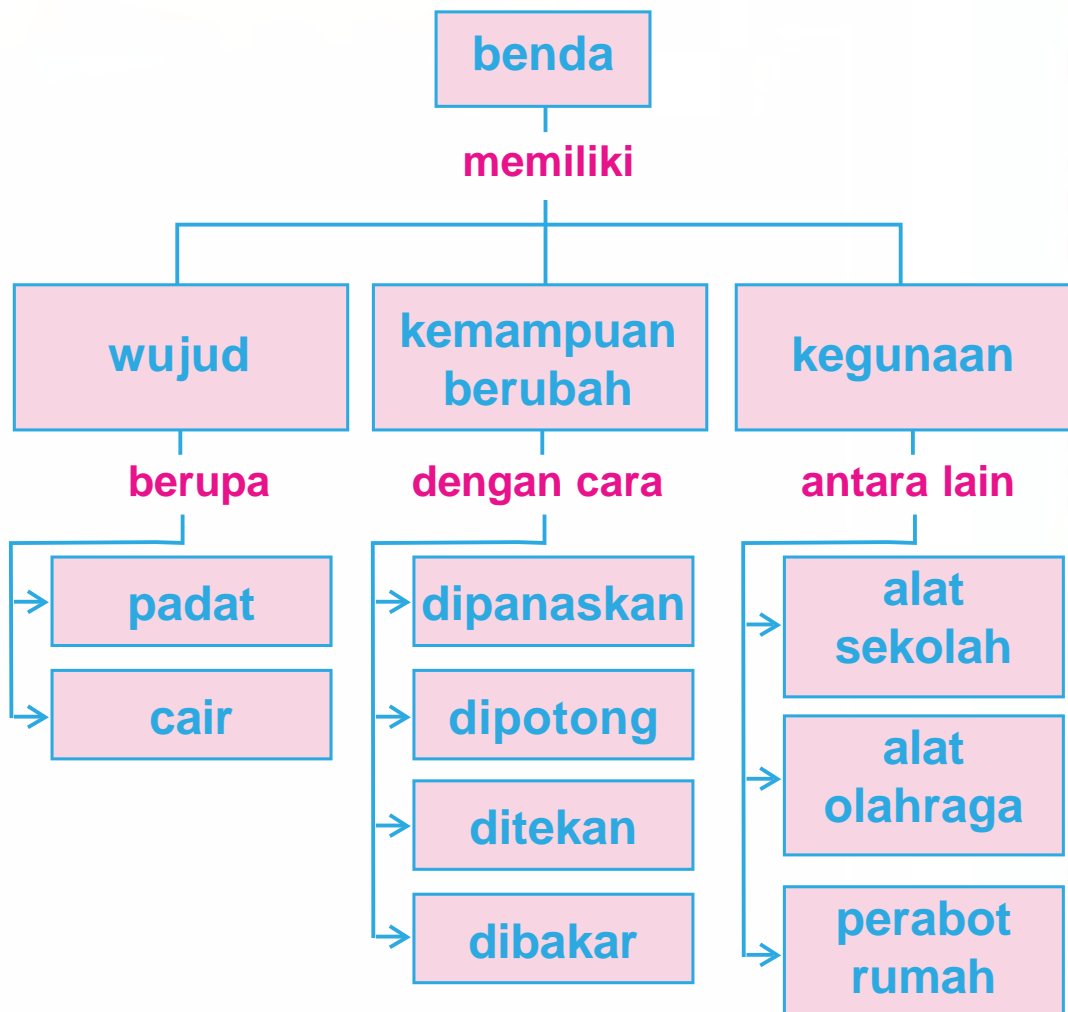 benda
memiliki
wujud
berupa
padat
cair
kemampuan
berubah
dengan cara
dipanaskan
dipotong
ditekan
dibakar
kegunaan
antara lain
alat
sekolah
alat
olahraga
perabot
rumah